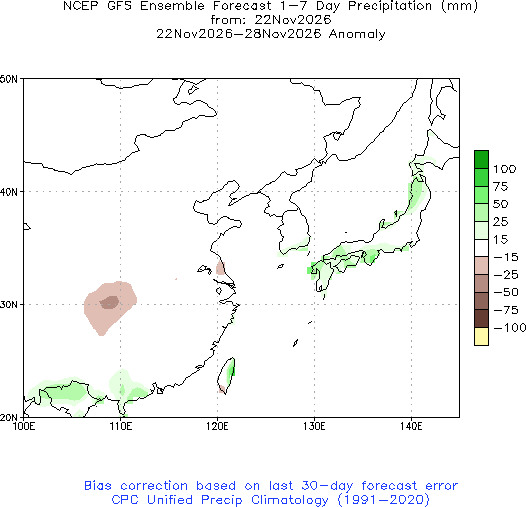 NCEP GFS Ensemble Forecast 1-7 Day Precipitation (mm)
from: 22Nov2026
22Nov2026-28Nov2026 Anomaly
50N
40N
30N
20N
100E 110E 120E 130E 140E
100
75
50
25
15
-15
-25
-50
-75
-100
Bias correction based on last 30-day forecast error
CPC Unified Precip Climatology (1991-2020)